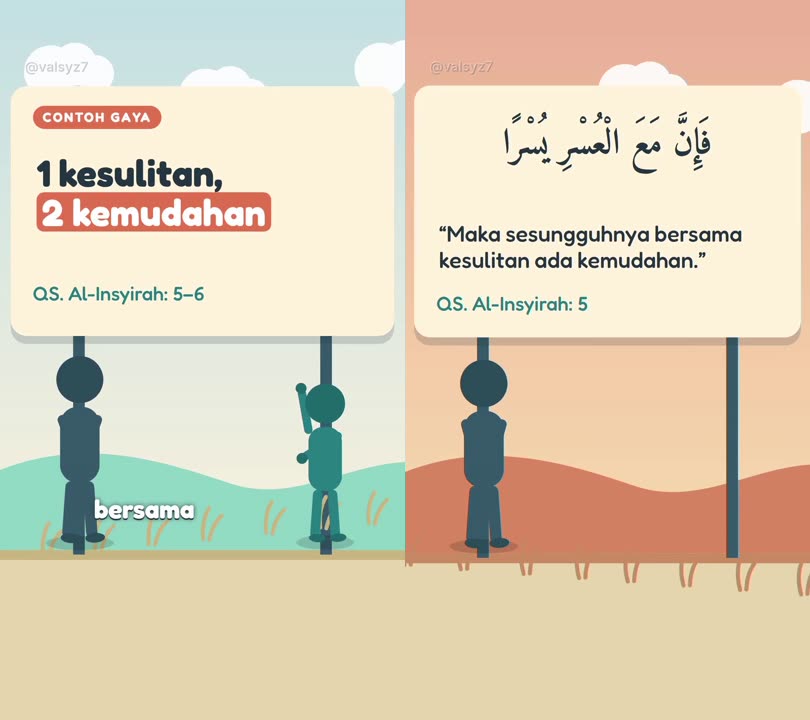 @valsyz7
CONTOH GAYA
1 kesulitan,
2 kemudahan
QS. Al-Insyirah: 5–6
bersama
@valsyz7
فَإِنَّ مَعَ الْعُسْرِ يُسْرًا
“Maka sesungguhnya bersama
kesulitan ada kemudahan.”
QS. Al-Insyirah: 5